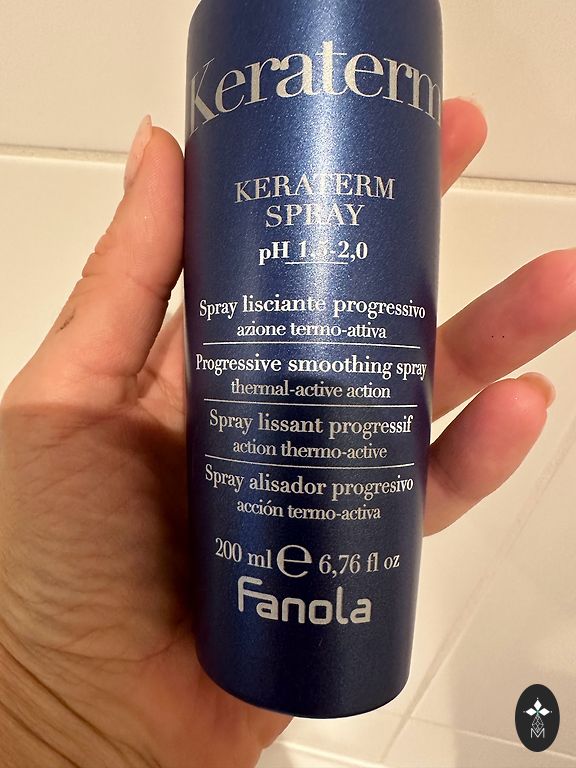 Keraterm
KERATERM
SPRAY
pH 1,5-2,0
Spray lisciante progressivo
azione termo-attiva
Progressive smoothing spray
thermal-active action
Spray lissant progressif
action thermo-active
Spray alisador progresivo
acción termo-activa
200 ml ℮ 6,76 fl oz
Fanola
M